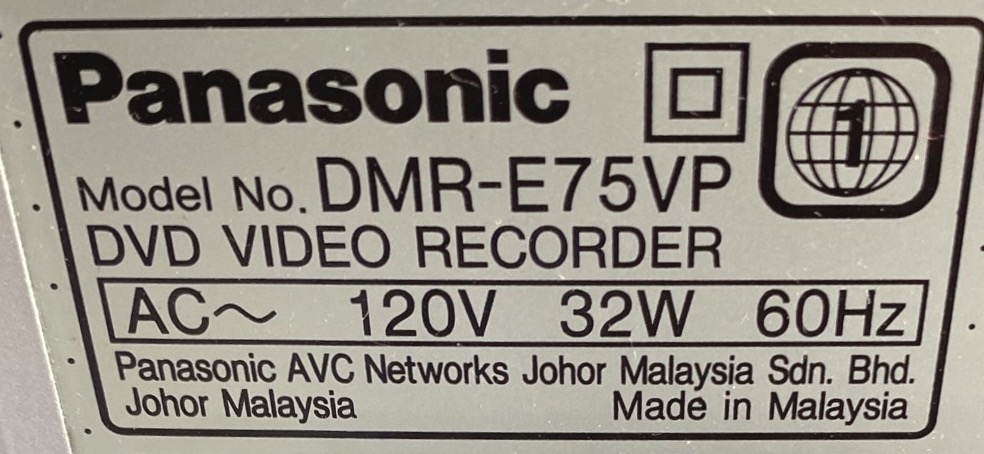 Panasonic
1
Model No. DMR-E75VP
DVD VIDEO RECORDER
AC~ 120V 32W 60Hz
Panasonic AVC Networks Johor Malaysia Sdn. Bhd.
Johor Malaysia Made in Malaysia